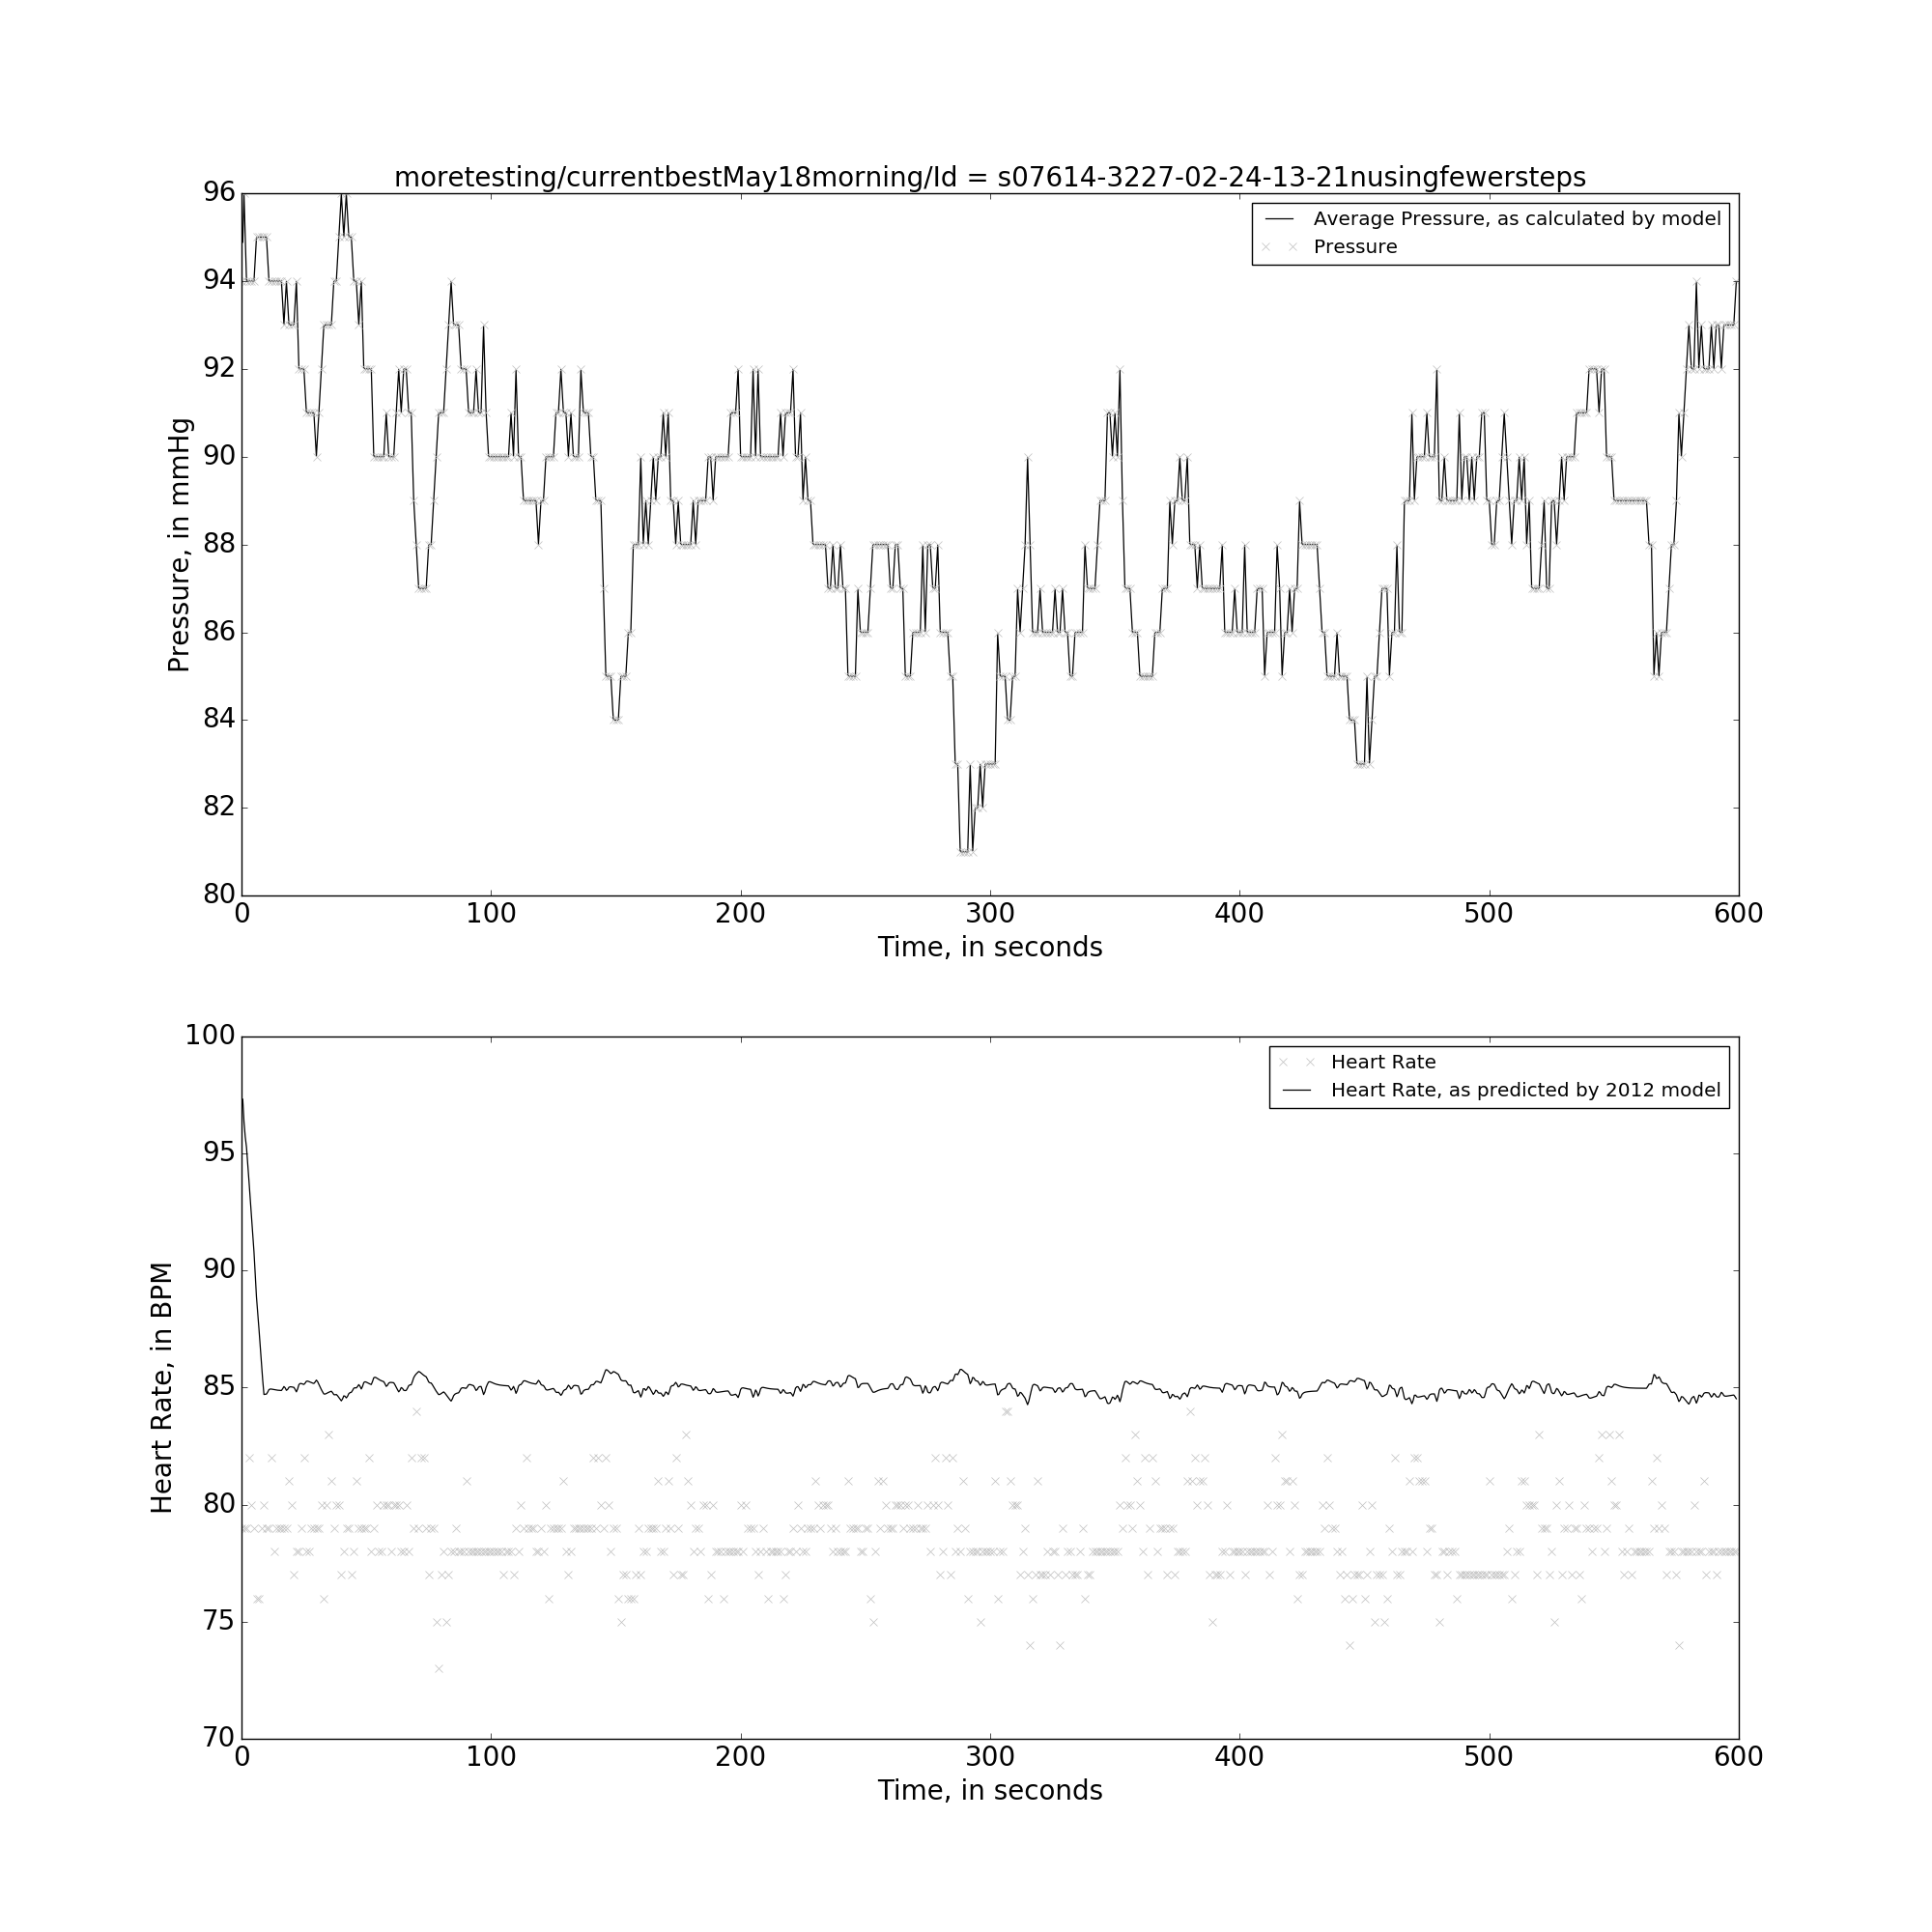 moretesting/currentbestMay18morning/Id = s07614-3227-02-24-13-21nusingfewersteps
96
94
92
90
88
86
84
82
80
Pressure, in mmHg
Average Pressure, as calculated by model
Pressure
0 100 200 300 400 500 600
Time, in seconds
100
95
90
85
80
75
70
Heart Rate, in BPM
Heart Rate
Heart Rate, as predicted by 2012 model
0 100 200 300 400 500 600
Time, in seconds